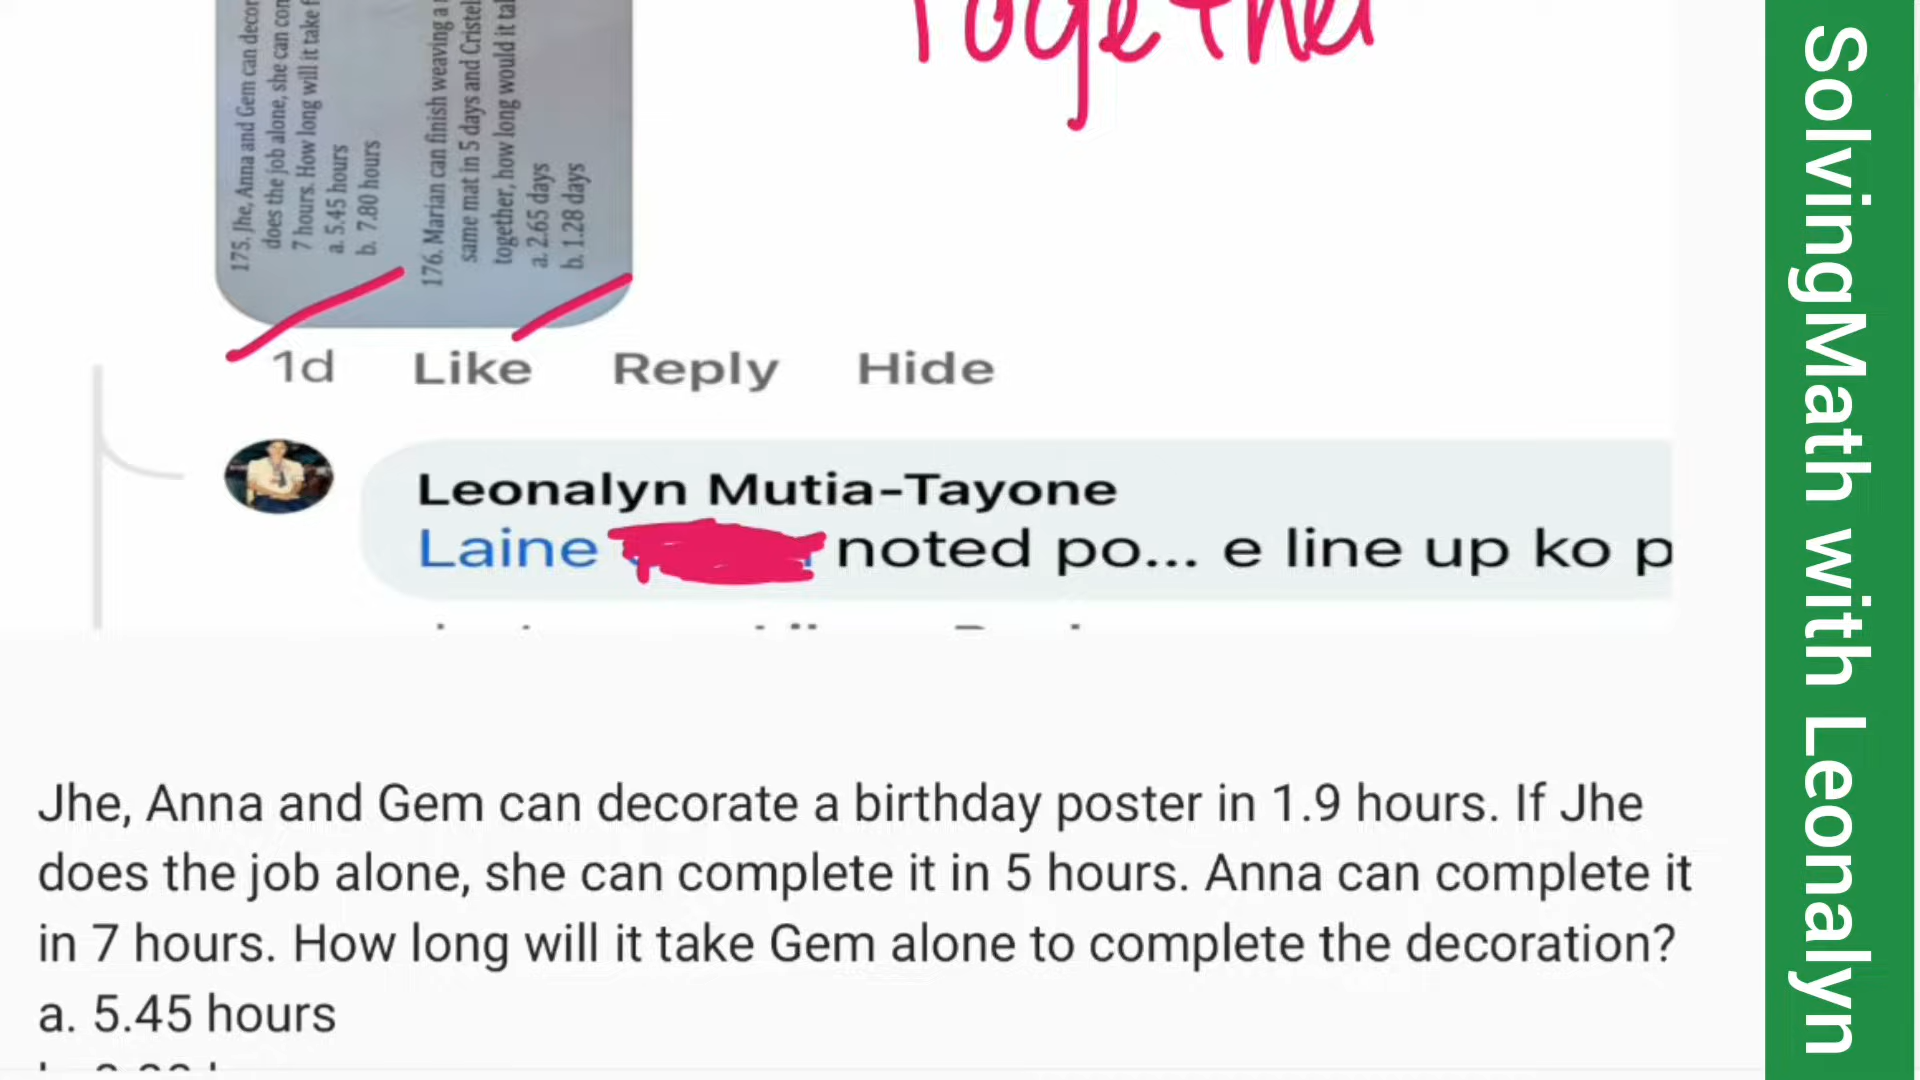 Together
175. Jhe, Anna and Gem can decor
does the job alone, she can con
7 hours. How long will it take
a. 5.45 hours
b. 7.80 hours
176. Marian can finish weaving a
same mat in 5 days and Cristel
together, how long would it
a. 2.65 days
b. 1.28 days
1d Like Reply Hide
Leonalyn Mutia-Tayone
Laine noted po... e line up ko p
Jhe, Anna and Gem can decorate a birthday poster in 1.9 hours. If Jhe
does the job alone, she can complete it in 5 hours. Anna can complete it
in 7 hours. How long will it take Gem alone to complete the decoration?
a. 5.45 hours
SolvingMath with Leonalyn